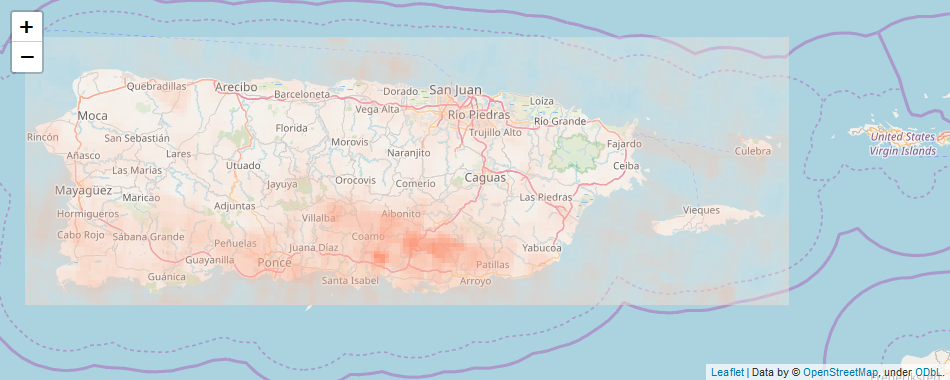 +
−
Quebradillas
Arecibo
Barceloneta
Dorado
San Juan
Loiza
Moca
Vega Alta
Río Piedras
Río Grande
Rincón
San Sebastián
Florida
Trujillo Alto
Añasco
Lares
Morovis
Naranjito
Fajardo
Culebra
United States
Virgin Islands
Las Marías
Utuado
Ceiba
Mayagüez
Maricao
Jayuya
Orocovis
Comerío
Caguas
Las Piedras
Hormigueros
Adjuntas
Villalba
Aibonito
Vieques
Cabo Rojo
Sábana Grande
Peñuelas
Juana Díaz
Coamo
Yabucoa
Guayanilla
Ponce
Patillas
Guánica
Santa Isabel
Arroyo
Leaflet | Data by © OpenStreetMap, under ODbL.